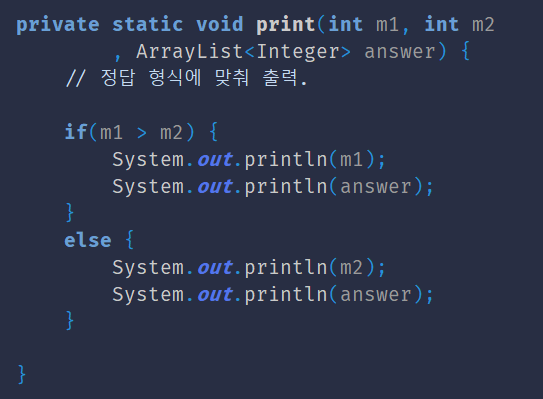 private static void print(int m1, int m2
, ArrayList<Integer> answer) {
// 정답 형식에 맞춰 출력.
if(m1 > m2) {
System.out.println(m1);
System.out.println(answer);
}
else {
System.out.println(m2);
System.out.println(answer);
}
}